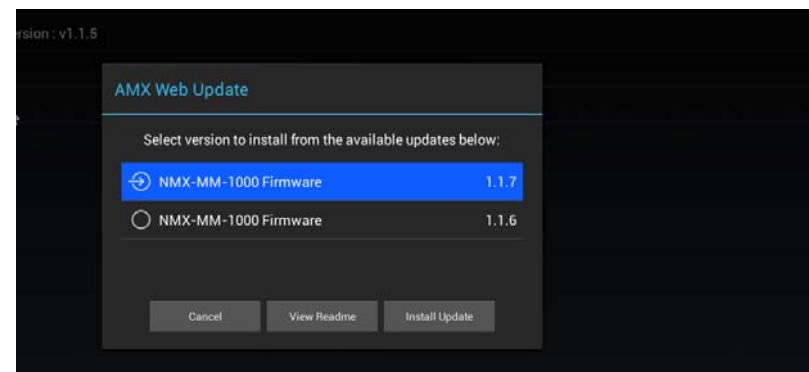 version : v1.1.5
AMX Web Update
Select version to install from the available updates below:
NMX-MM-1000 Firmware 1.1.7
NMX-MM-1000 Firmware 1.1.6
Cancel View Readme Install Update